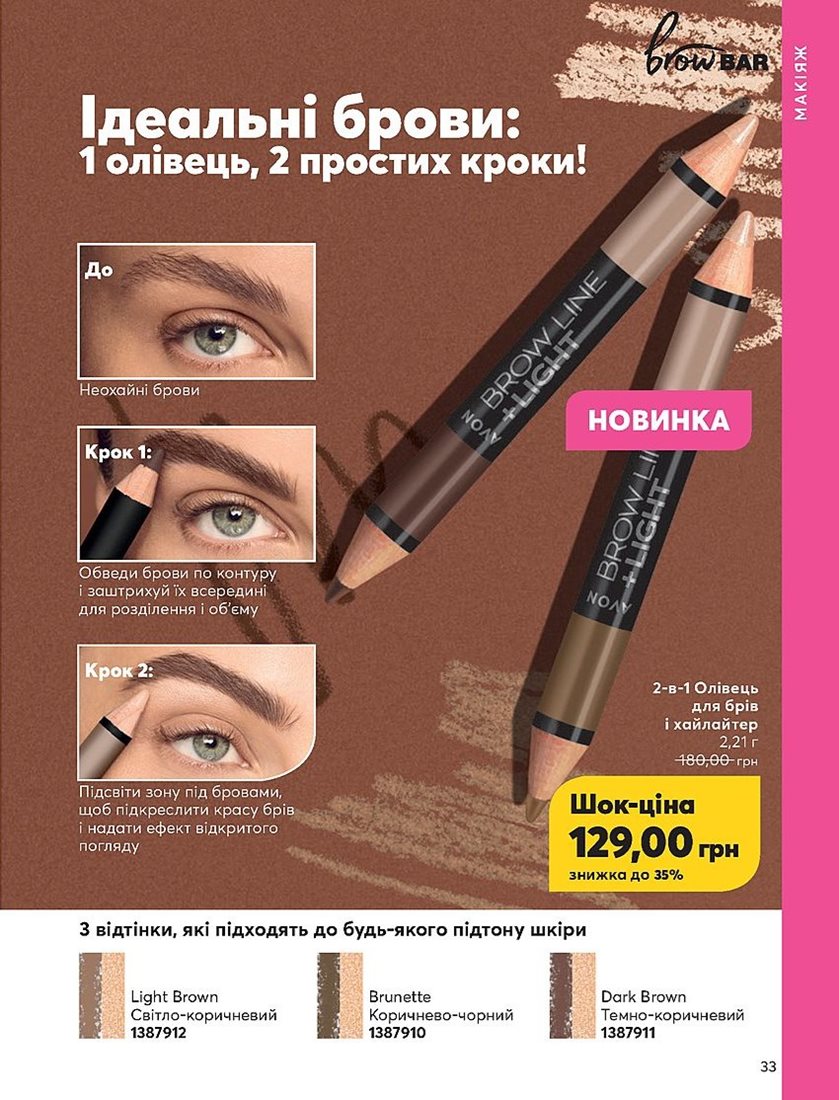 brow BAR
МАКІЯЖ
Ідеальні брови:
1 олівець, 2 простих кроки!
До
Неохайні брови
Крок 1:
Обведи брови по контуру
і заштрихуй їх всередині
для розділення і об'єму
Крок 2:
Підсвіти зону під бровами,
щоб підкреслити красу брів
і надати ефект відкритого
погляду
AVON
BROW LINE
+ LIGHT
НОВИНКА
AVON
BROW LIN
+ LIGHT
2-в-1 Олівець
для брів
і хайлайтер
2,21 г
180,00 грн
Шок-ціна
129,00 грн
знижка до 35%
3 відтінки, які підходять до будь-якого підтону шкіри
Light Brown
Світло-коричневий
1387912
Brunette
Коричнево-чорний
1387910
Dark Brown
Темно-коричневий
1387911
33